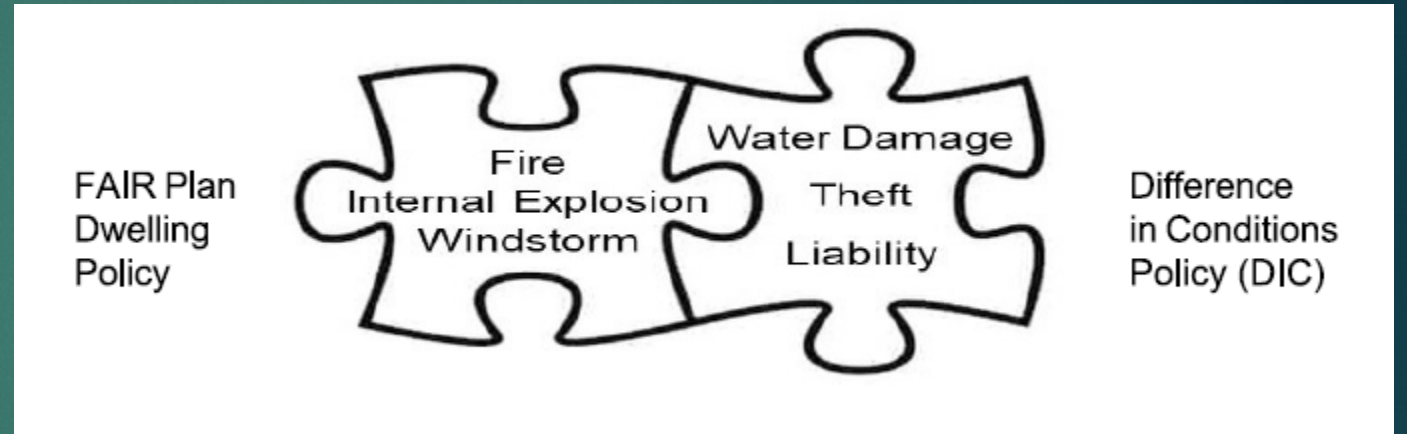 FAIR Plan
Dwelling
Policy
Fire
Internal Explosion
Windstorm
Water Damage
Theft
Liability
Difference
in Conditions
Policy (DIC)